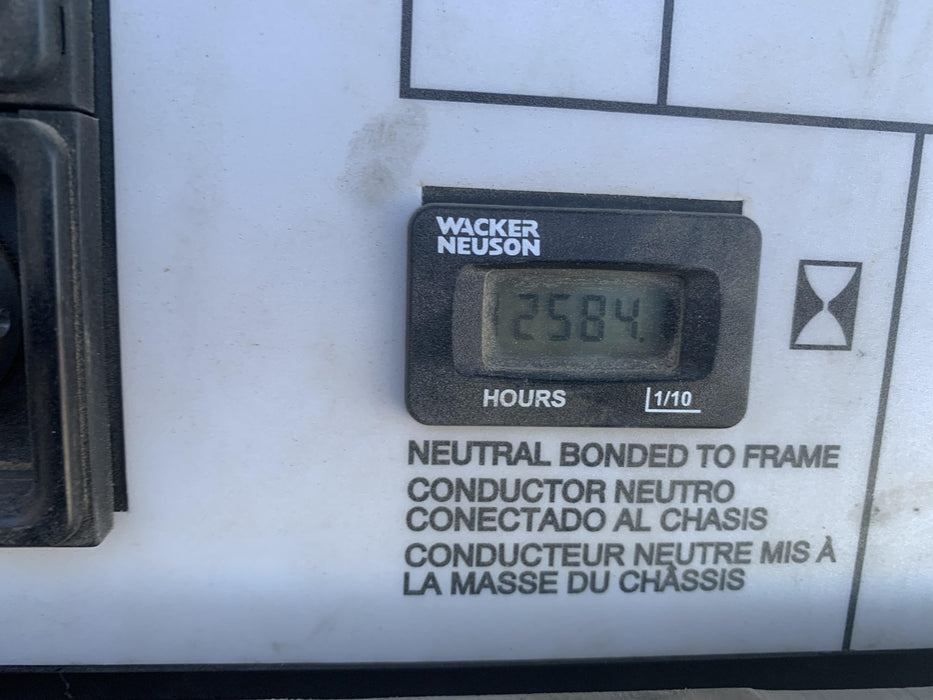 WACKER
NEUSON
2584.
HOURS 1/10
NEUTRAL BONDED TO FRAME
CONDUCTOR NEUTRO
CONECTADO AL CHASIS
CONDUCTEUR NEUTRE MIS À
LA MASSE DU CHÂSSIS